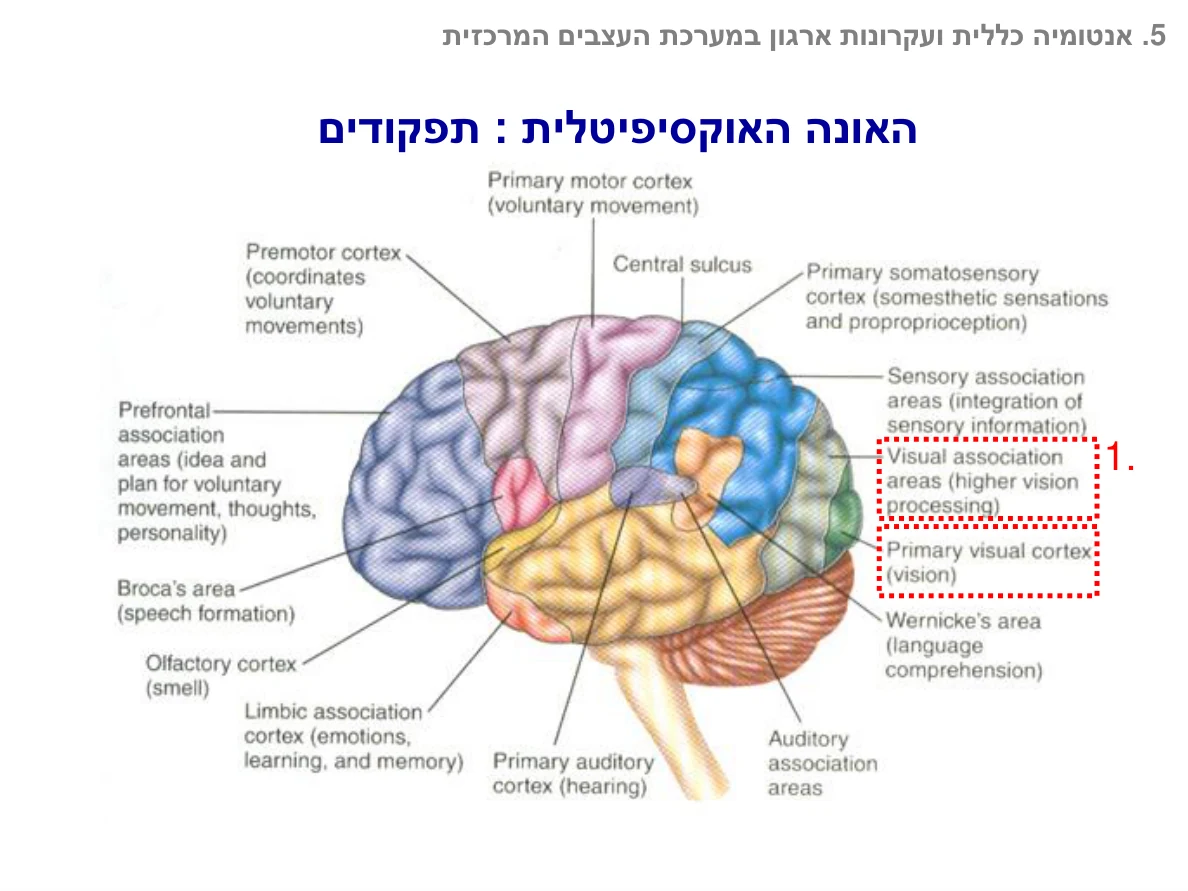 5. אנטומיה כללית ועקרונות ארגון במערכת העצבים המרכזית
האונה האוקסיפיטלית : תפקודים
Primary motor cortex
(voluntary movement)
Premotor cortex
(coordinates
voluntary
movements)
Central sulcus
Primary somatosensory
cortex (somesthetic sensations
and proproprioception)
Sensory association
areas (integration of
sensory information)
Prefrontal
association
areas (idea and
plan for voluntary
movement, thoughts,
personality)
1.
Visual association
areas (higher vision
processing)
Primary visual cortex
(vision)
Broca's area
(speech formation)
Wernicke's area
(language
comprehension)
Olfactory cortex
(smell)
Limbic association
cortex (emotions,
learning, and memory)
Primary auditory
cortex (hearing)
Auditory
association
areas